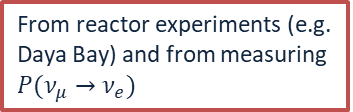 From reactor experiments (e.g.
Daya Bay) and from measuring
𝑃(𝜈𝜇 → 𝜈𝑒)